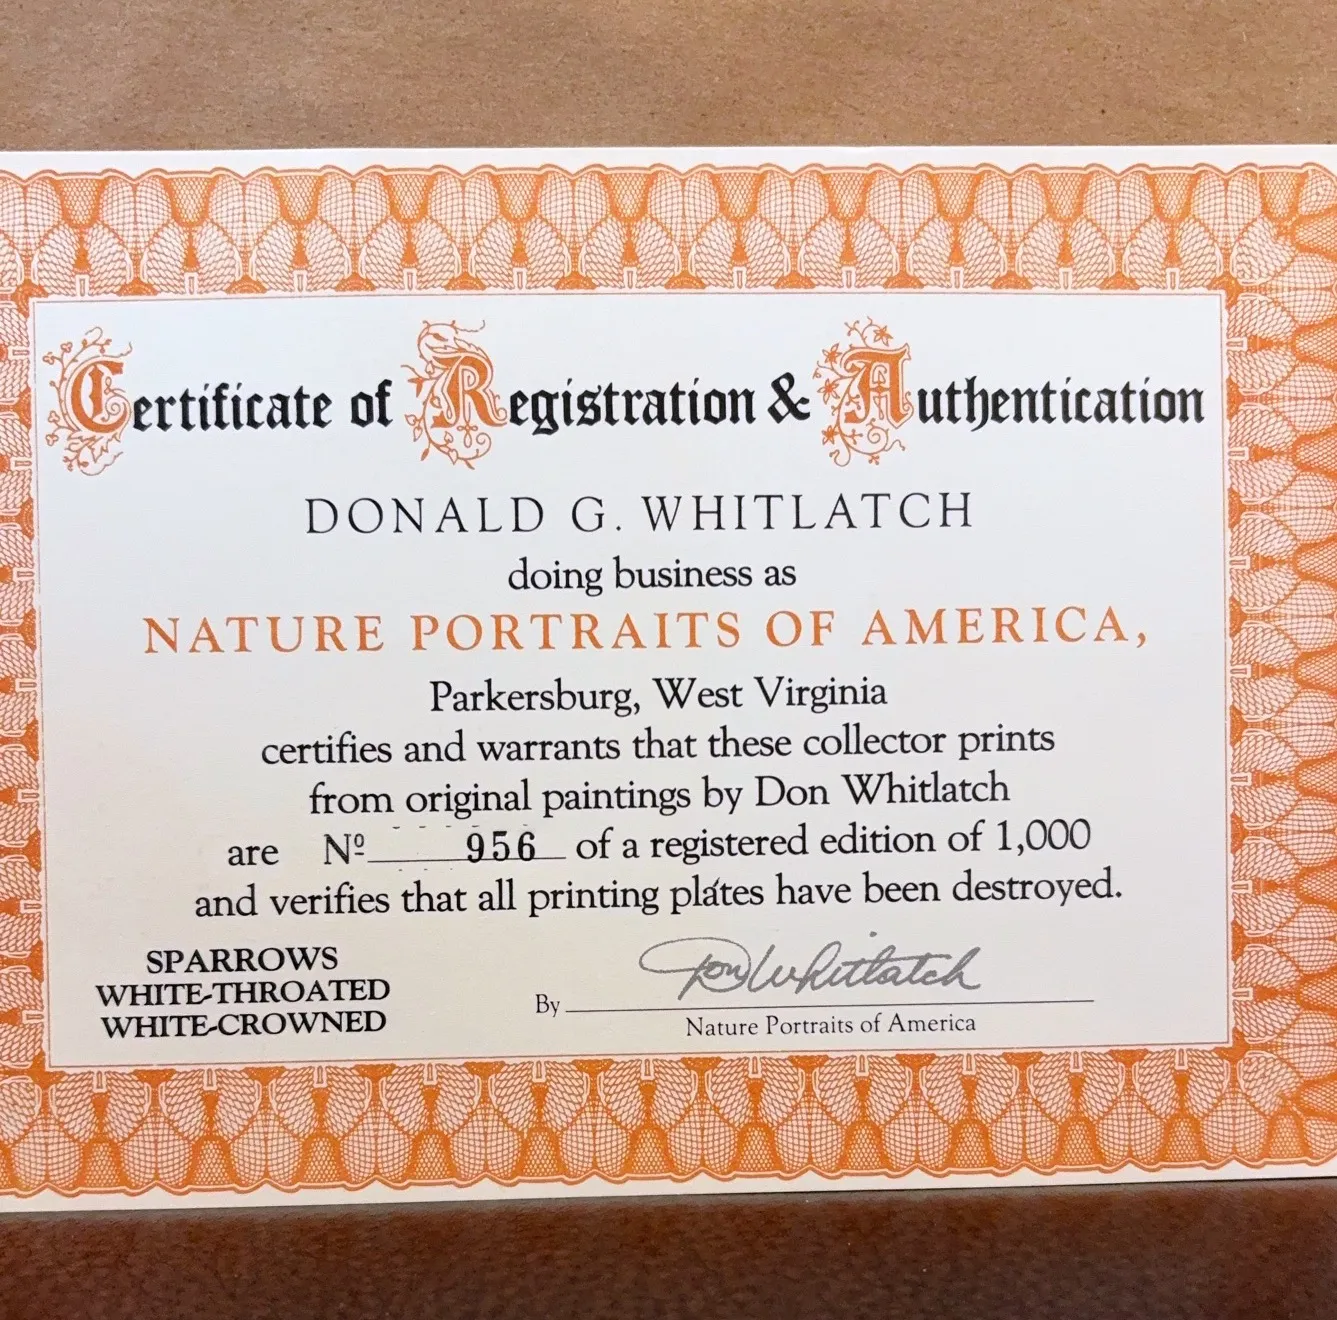 Certificate of Registration & Authentication
DONALD G. WHITLATCH
doing business as
NATURE PORTRAITS OF AMERICA,
Parkersburg, West Virginia
certifies and warrants that these collector prints
from original paintings by Don Whitlatch
are Nº 956 of a registered edition of 1,000
and verifies that all printing plates have been destroyed.
SPARROWS
WHITE-THROATED
WHITE-CROWNED
Don Whitlatch
By
Nature Portraits of America